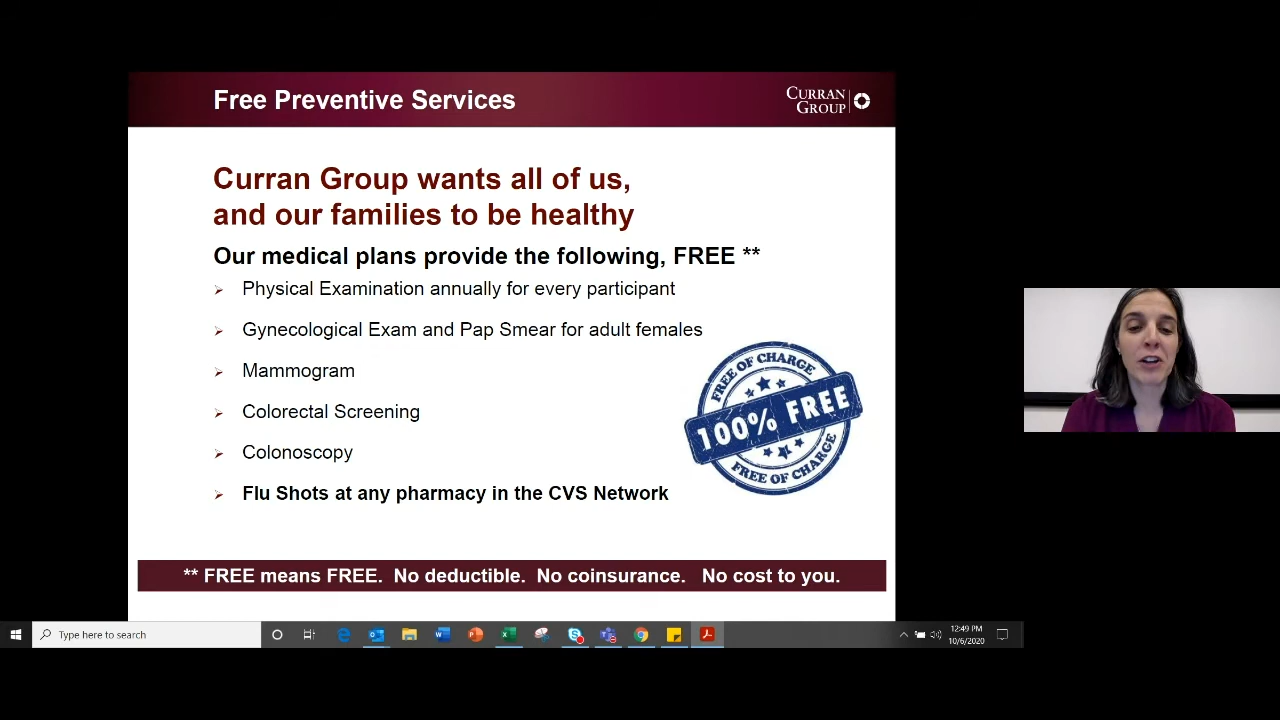 Free Preventive Services
CURRAN
GROUP
Curran Group wants all of us,
and our families to be healthy
Our medical plans provide the following, FREE **
Physical Examination annually for every participant
Gynecological Exam and Pap Smear for adult females
Mammogram
Colorectal Screening
Colonoscopy
Flu Shots at any pharmacy in the CVS Network
FREE OF CHARGE
100% FREE
FREE OF CHARGE
** FREE means FREE. No deductible. No coinsurance. No cost to you.
Type here to search
12:49 PM
10/6/2020